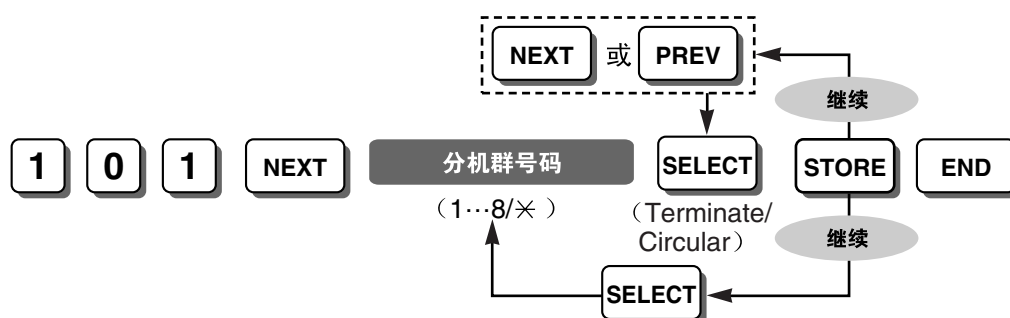 NEXT 或 PREV
继续
1 0 1 NEXT 分机群号码 SELECT STORE END
(1…8/✳)
(Terminate/
Circular)
继续
SELECT